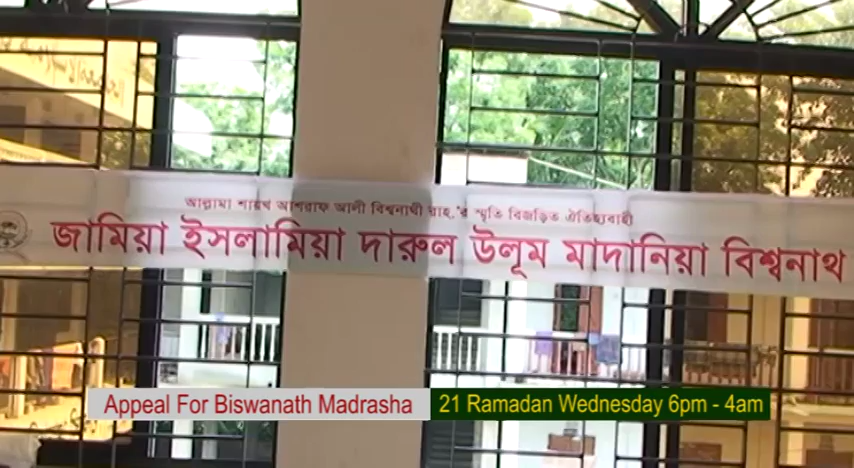 আল্লামা শায়খ আশরাফ আলী বিশ্বনাথী রাহ.'র স্মৃতি বিজড়িত ঐতিহ্যবাহী
জামিয়া ইসলামিয়া দারুল উলূম মাদানিয়া বিশ্বনাথ
Appeal For Biswanath Madrasha 21 Ramadan Wednesday 6pm - 4am